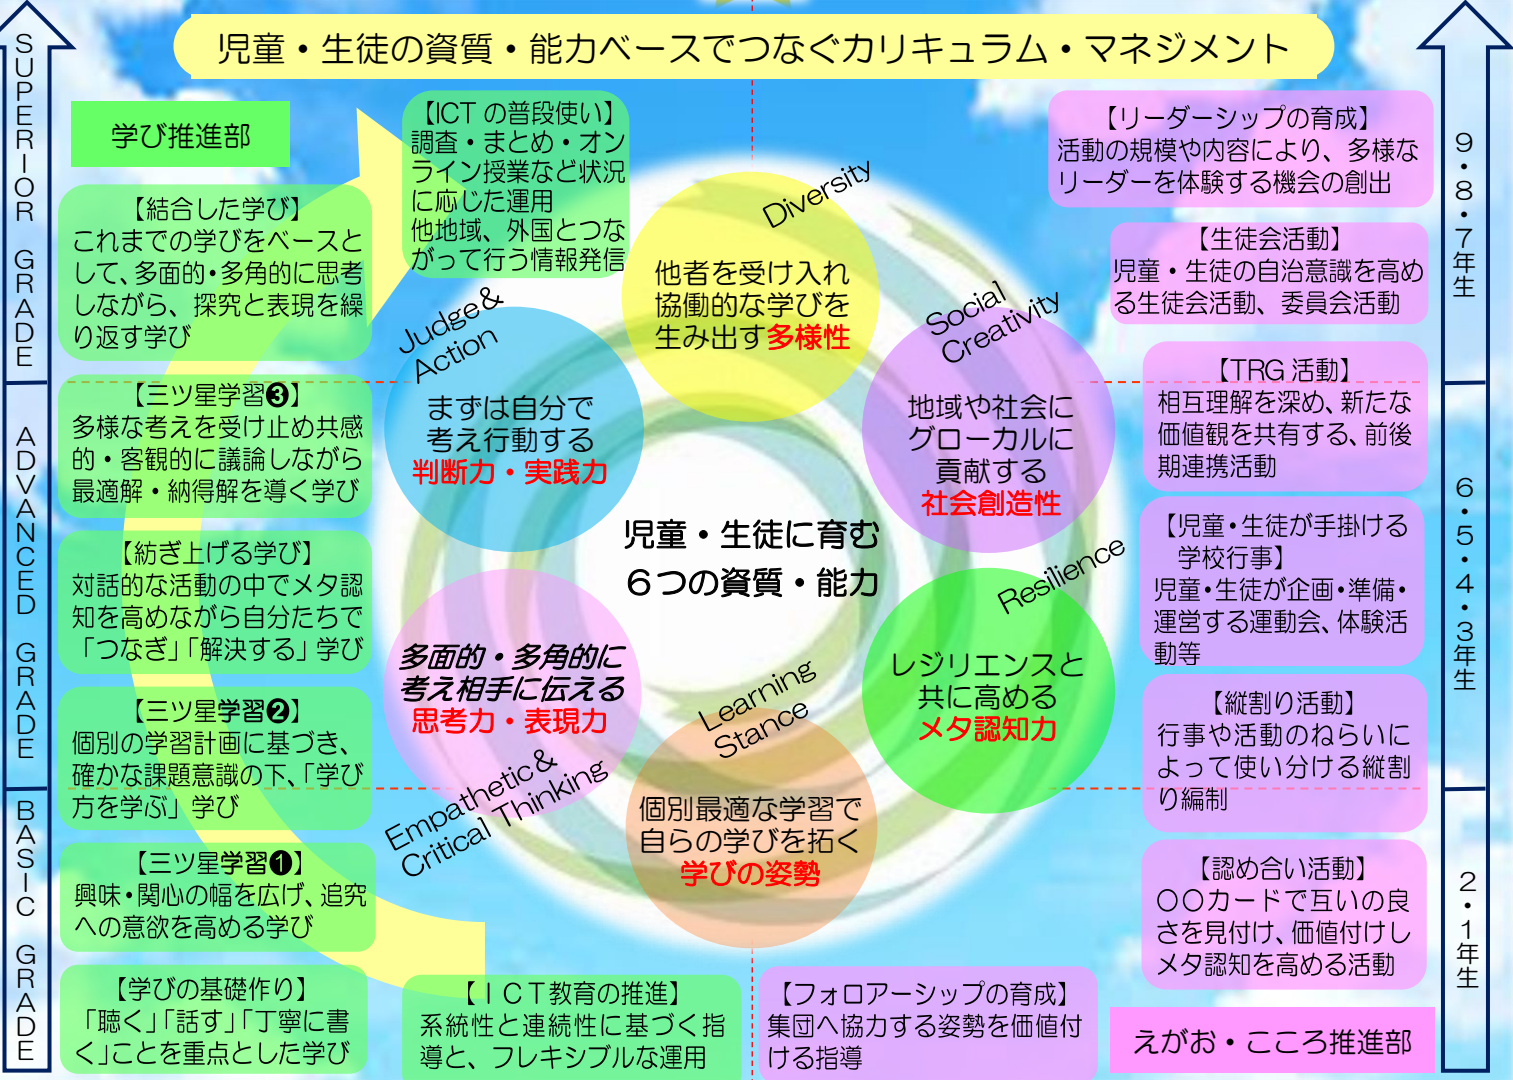 児童・生徒の資質・能力ベースでつなぐカリキュラム・マネジメント
SUPERIOR GRADE
ADVANCED GRADE
BASIC GRADE
学び推進部
【結合した学び】
これまでの学びをベースと
して、多面的・多角的に思考
しながら、探究と表現を繰
り返す学び
【三ツ星学習❸】
多様な考えを受け止め共感
的・客観的に議論しながら
最適解・納得解を導く学び
【紡ぎ上げる学び】
対話的な活動の中でメタ認
知を高めながら自分たちで
「つなぎ」「解決する」学び
【三ツ星学習❷】
個別の学習計画に基づき、
確かな課題意識の下、「学び
方を学ぶ」学び
【三ツ星学習❶】
興味・関心の幅を広げ、追究
への意欲を高める学び
【学びの基礎作り】
「聴く」「話す」「丁寧に書
く」ことを重点とした学び
【ICT の普段使い】
調査・まとめ・オン
ライン授業など状況
に応じた運用
他地域、外国とつな
がって行う情報発信
Diversity
他者を受け入れ
協働的な学びを
生み出す多様性
Judge&
Action
まずは自分で
考え行動する
判断力・実践力
Social
Creativity
地域や社会に
グローカルに
貢献する
社会創造性
児童・生徒に育む
６つの資質・能力
多面的・多角的に
考え相手に伝える
思考力・表現力
Empathetic&
Critical Thinking
Resilience
レジリエンスと
共に高める
メタ認知力
Learning
Stance
個別最適な学習で
自らの学びを拓く
学びの姿勢
【ＩＣＴ教育の推進】
系統性と連続性に基づく指
導と、フレキシブルな運用
【フォロアーシップの育成】
集団へ協力する姿勢を価値付
ける指導
【リーダーシップの育成】
活動の規模や内容により、多様な
リーダーを体験する機会の創出
【生徒会活動】
児童・生徒の自治意識を高め
る生徒会活動、委員会活動
【TRG 活動】
相互理解を深め、新たな
価値観を共有する、前後
期連携活動
【児童・生徒が手掛ける
学校行事】
児童・生徒が企画・準備・
運営する運動会、体験活
動等
【縦割り活動】
行事や活動のねらいに
よって使い分ける縦割
り編制
【認め合い活動】
〇〇カードで互いの良
さを見付け、価値付けし
メタ認知を高める活動
えがお・こころ推進部
９・８・７年生
６・５・４・３年生
２・１年生